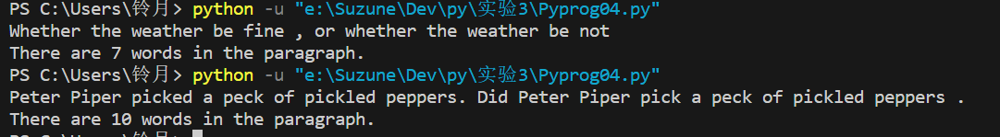 PS C:\Users\铃月> python -u "e:\Suzune\Dev\py\实验3\Pyprog04.py"
Whether the weather be fine , or whether the weather be not
There are 7 words in the paragraph.
PS C:\Users\铃月> python -u "e:\Suzune\Dev\py\实验3\Pyprog04.py"
Peter Piper picked a peck of pickled peppers. Did Peter Piper pick a peck of pickled peppers .
There are 10 words in the paragraph.
PS C:\Users\铃月>